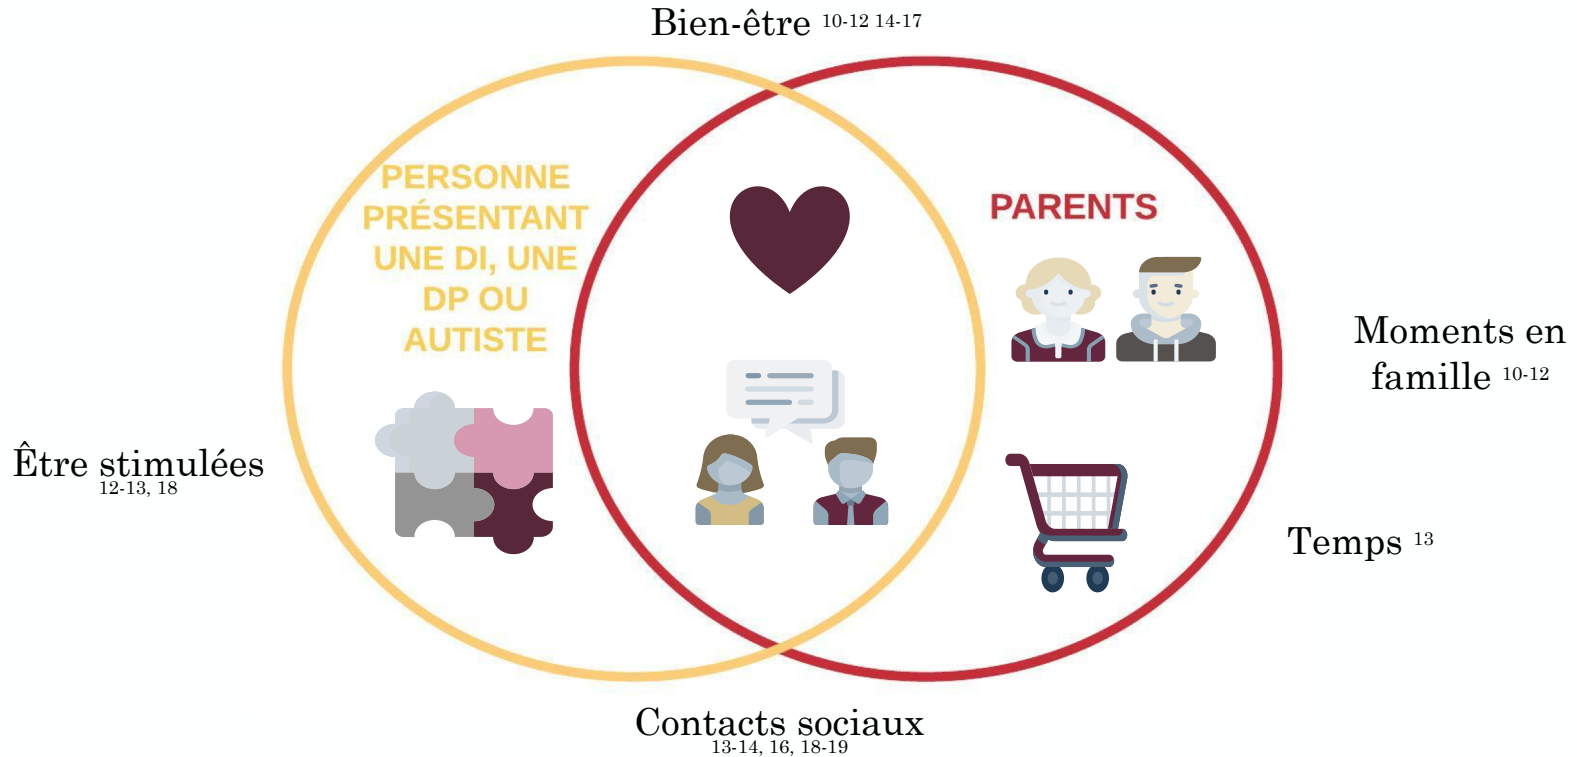 Bien-être 10-12 14-17
PERSONNE
PRÉSENTANT
UNE DI, UNE
DP OU
AUTISTE
PARENTS
Moments en
famille 10-12
Être stimulées
12-13, 18
Temps 13
Contacts sociaux
13-14, 16, 18-19